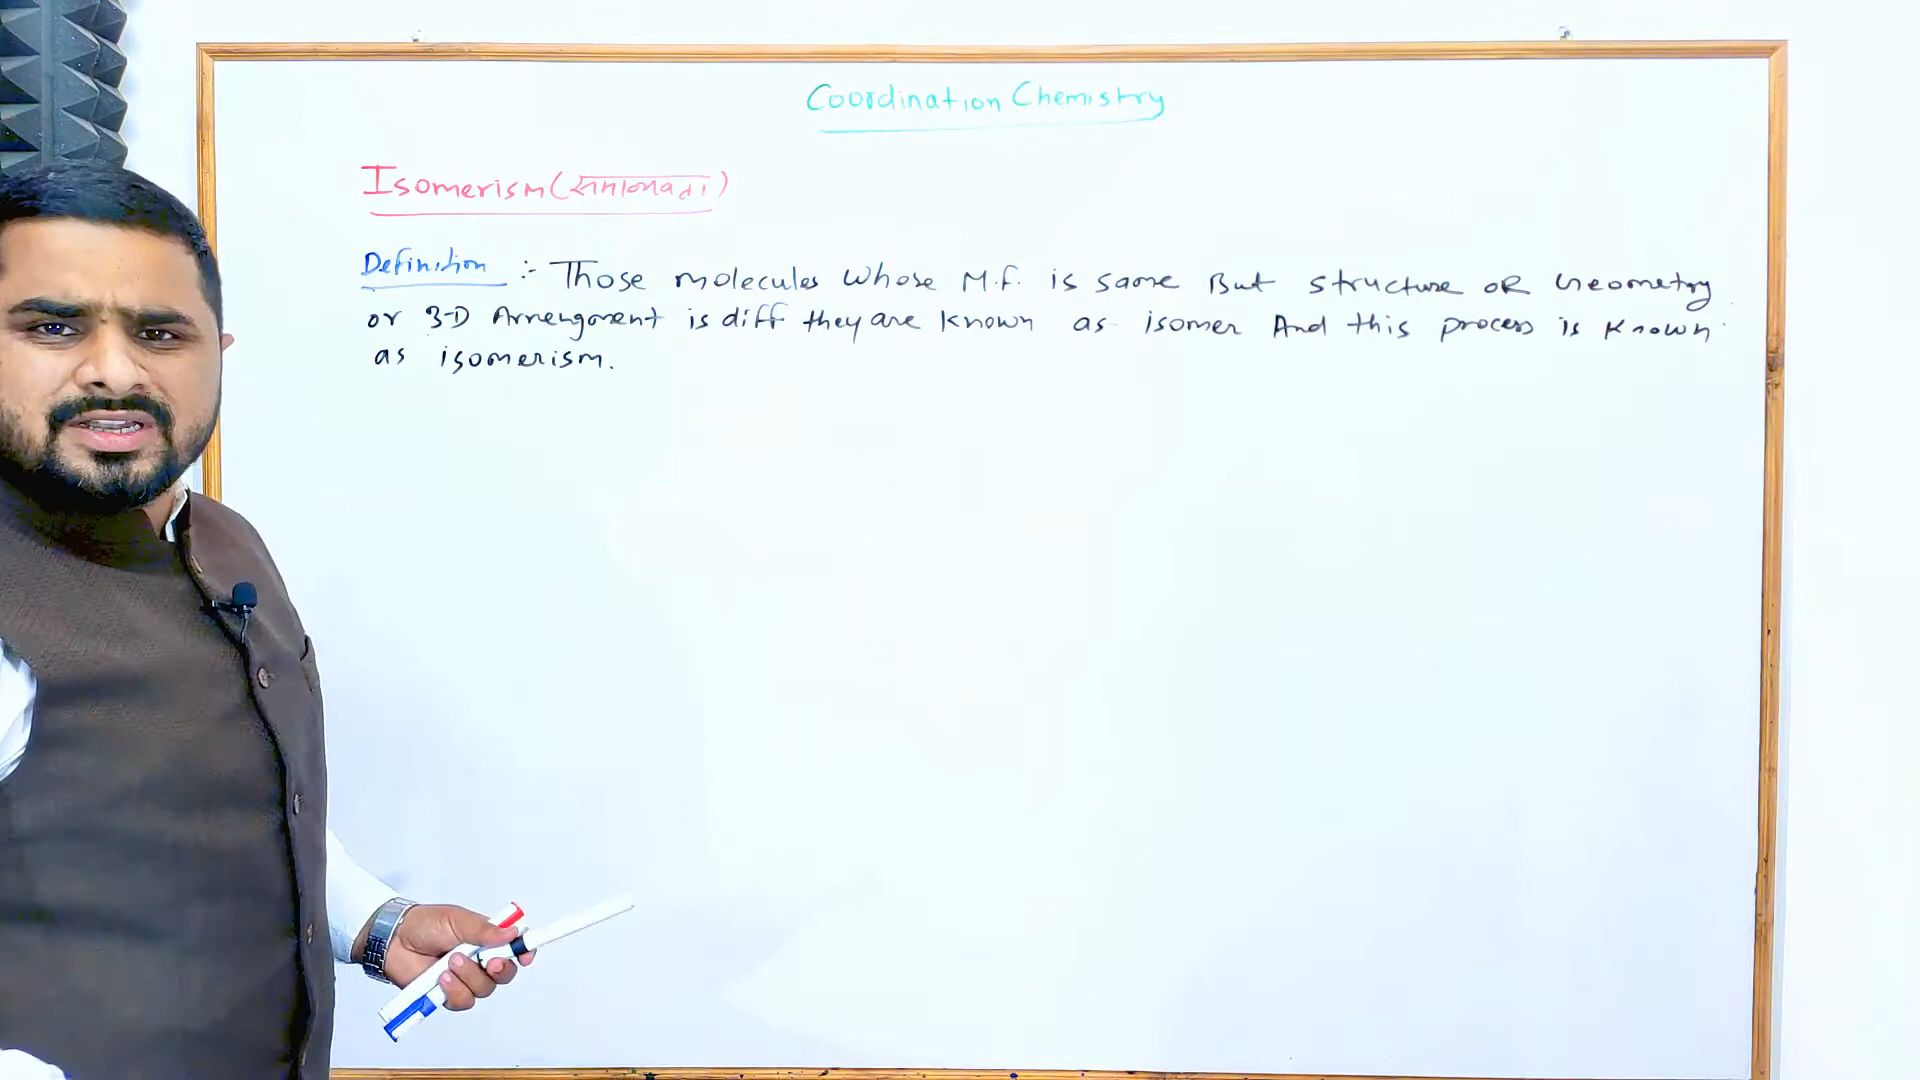 Coordination Chemistry
Isomerism (समावयवता)
Definition :- Those molecules whose M.F. is same But structure OR Geometry
or 3-D Arrengoment is diff they are known as isomer And this process is known
as isomerism.